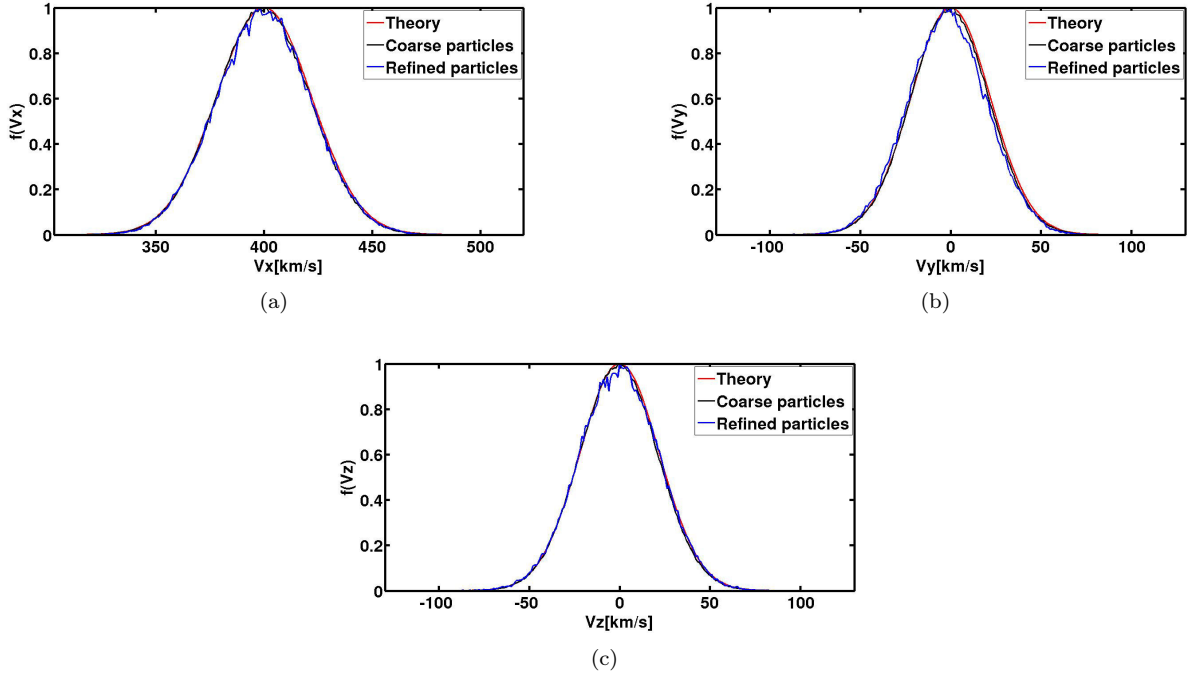 1
0.8
0.6
0.4
0.2
0
f(Vx)
350
400
450
500
Vx[km/s]
Theory
Coarse particles
Refined particles
(a)
1
0.8
0.6
0.4
0.2
0
f(Vy)
-100
-50
0
50
100
Vy[km/s]
Theory
Coarse particles
Refined particles
(b)
1
0.8
0.6
0.4
0.2
0
f(Vz)
-100
-50
0
50
100
Vz[km/s]
Theory
Coarse particles
Refined particles
(c)